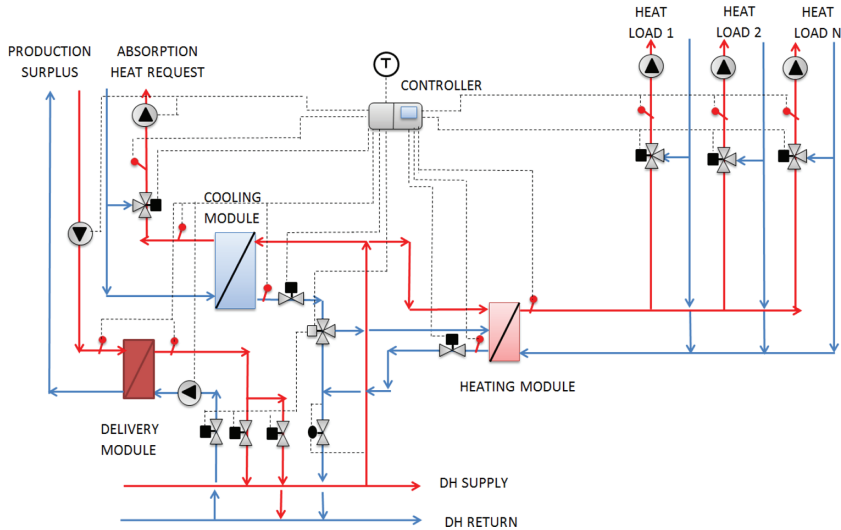 PRODUCTION
SURPLUS
ABSORPTION
HEAT REQUEST
T
CONTROLLER
HEAT
LOAD 1
HEAT
LOAD 2
HEAT
LOAD N
COOLING
MODULE
HEATING MODULE
DELIVERY
MODULE
DH SUPPLY
DH RETURN